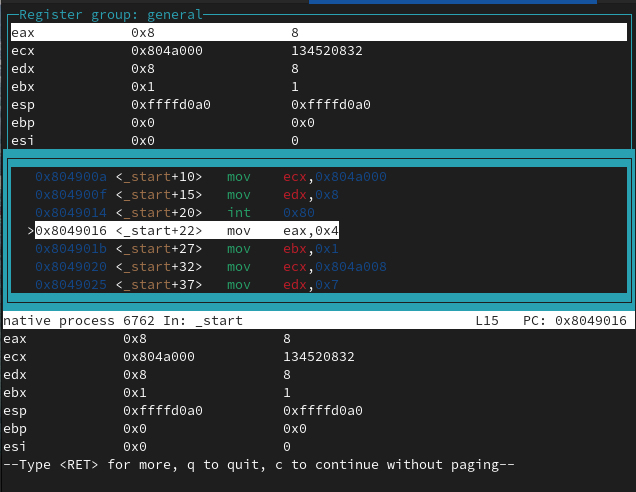 Register group: general
eax 0x8 8
ecx 0x804a000 134520832
edx 0x8 8
ebx 0x1 1
esp 0xffffd0a0 0xffffd0a0
ebp 0x0 0x0
esi 0x0 0
0x804900a <_start+10> mov ecx,0x804a000
0x804900f <_start+15> mov edx,0x8
0x8049014 <_start+20> int 0x80
>0x8049016 <_start+22> mov eax,0x4
0x804901b <_start+27> mov ebx,0x1
0x8049020 <_start+32> mov ecx,0x804a008
0x8049025 <_start+37> mov edx,0x7
native process 6762 In: _start L15 PC: 0x8049016
eax 0x8 8
ecx 0x804a000 134520832
edx 0x8 8
ebx 0x1 1
esp 0xffffd0a0 0xffffd0a0
ebp 0x0 0x0
esi 0x0 0
--Type <RET> for more, q to quit, c to continue without paging--